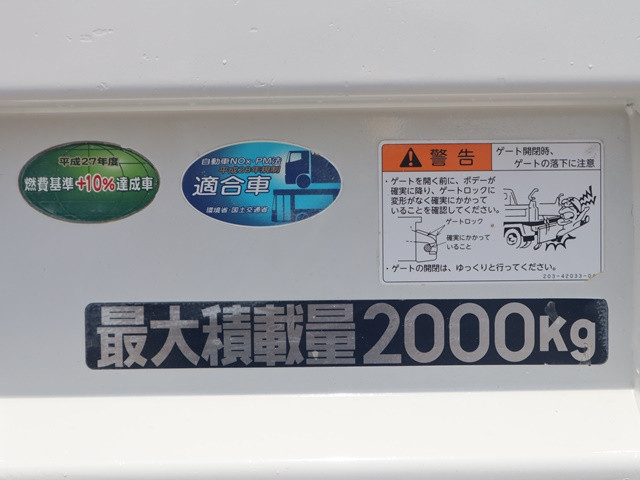 平成27年度
燃費基準+10%達成車
自動車NOx・PM法
適合車
環境省・国土交通省
警告
ゲート開閉時、
ゲートの落下に注意
・ゲートを開く前に、ボデーが
確実に降り、ゲートロックに
変形がなく確実にかかって
いることを確認してください。
ゲートロック
確実にかかって
いること
・ゲートの開閉は、ゆっくりと行ってください。
最大積載量2000kg